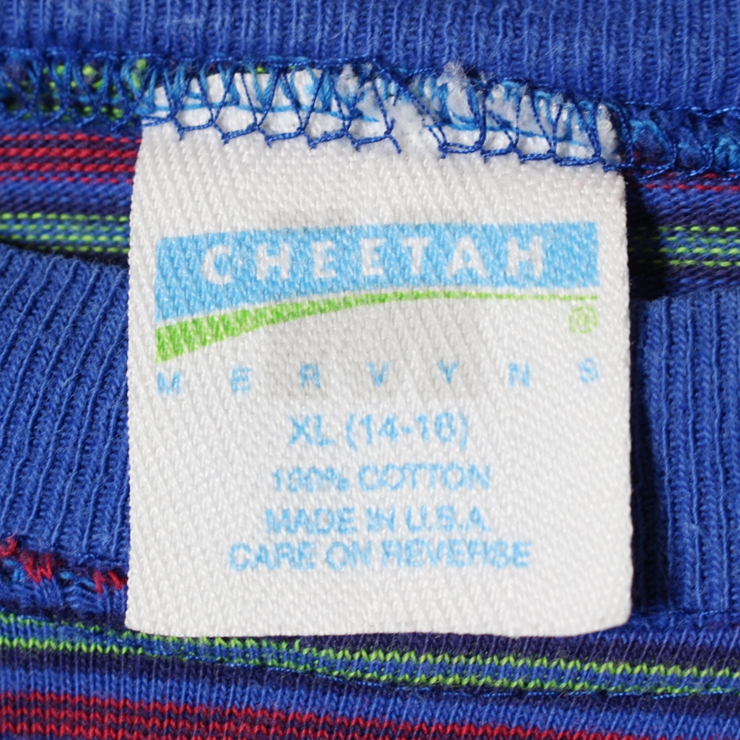 CHEETAH
®
MERVYNS
XL (14-16)
100% COTTON
MADE IN U.S.A.
CARE ON REVERSE